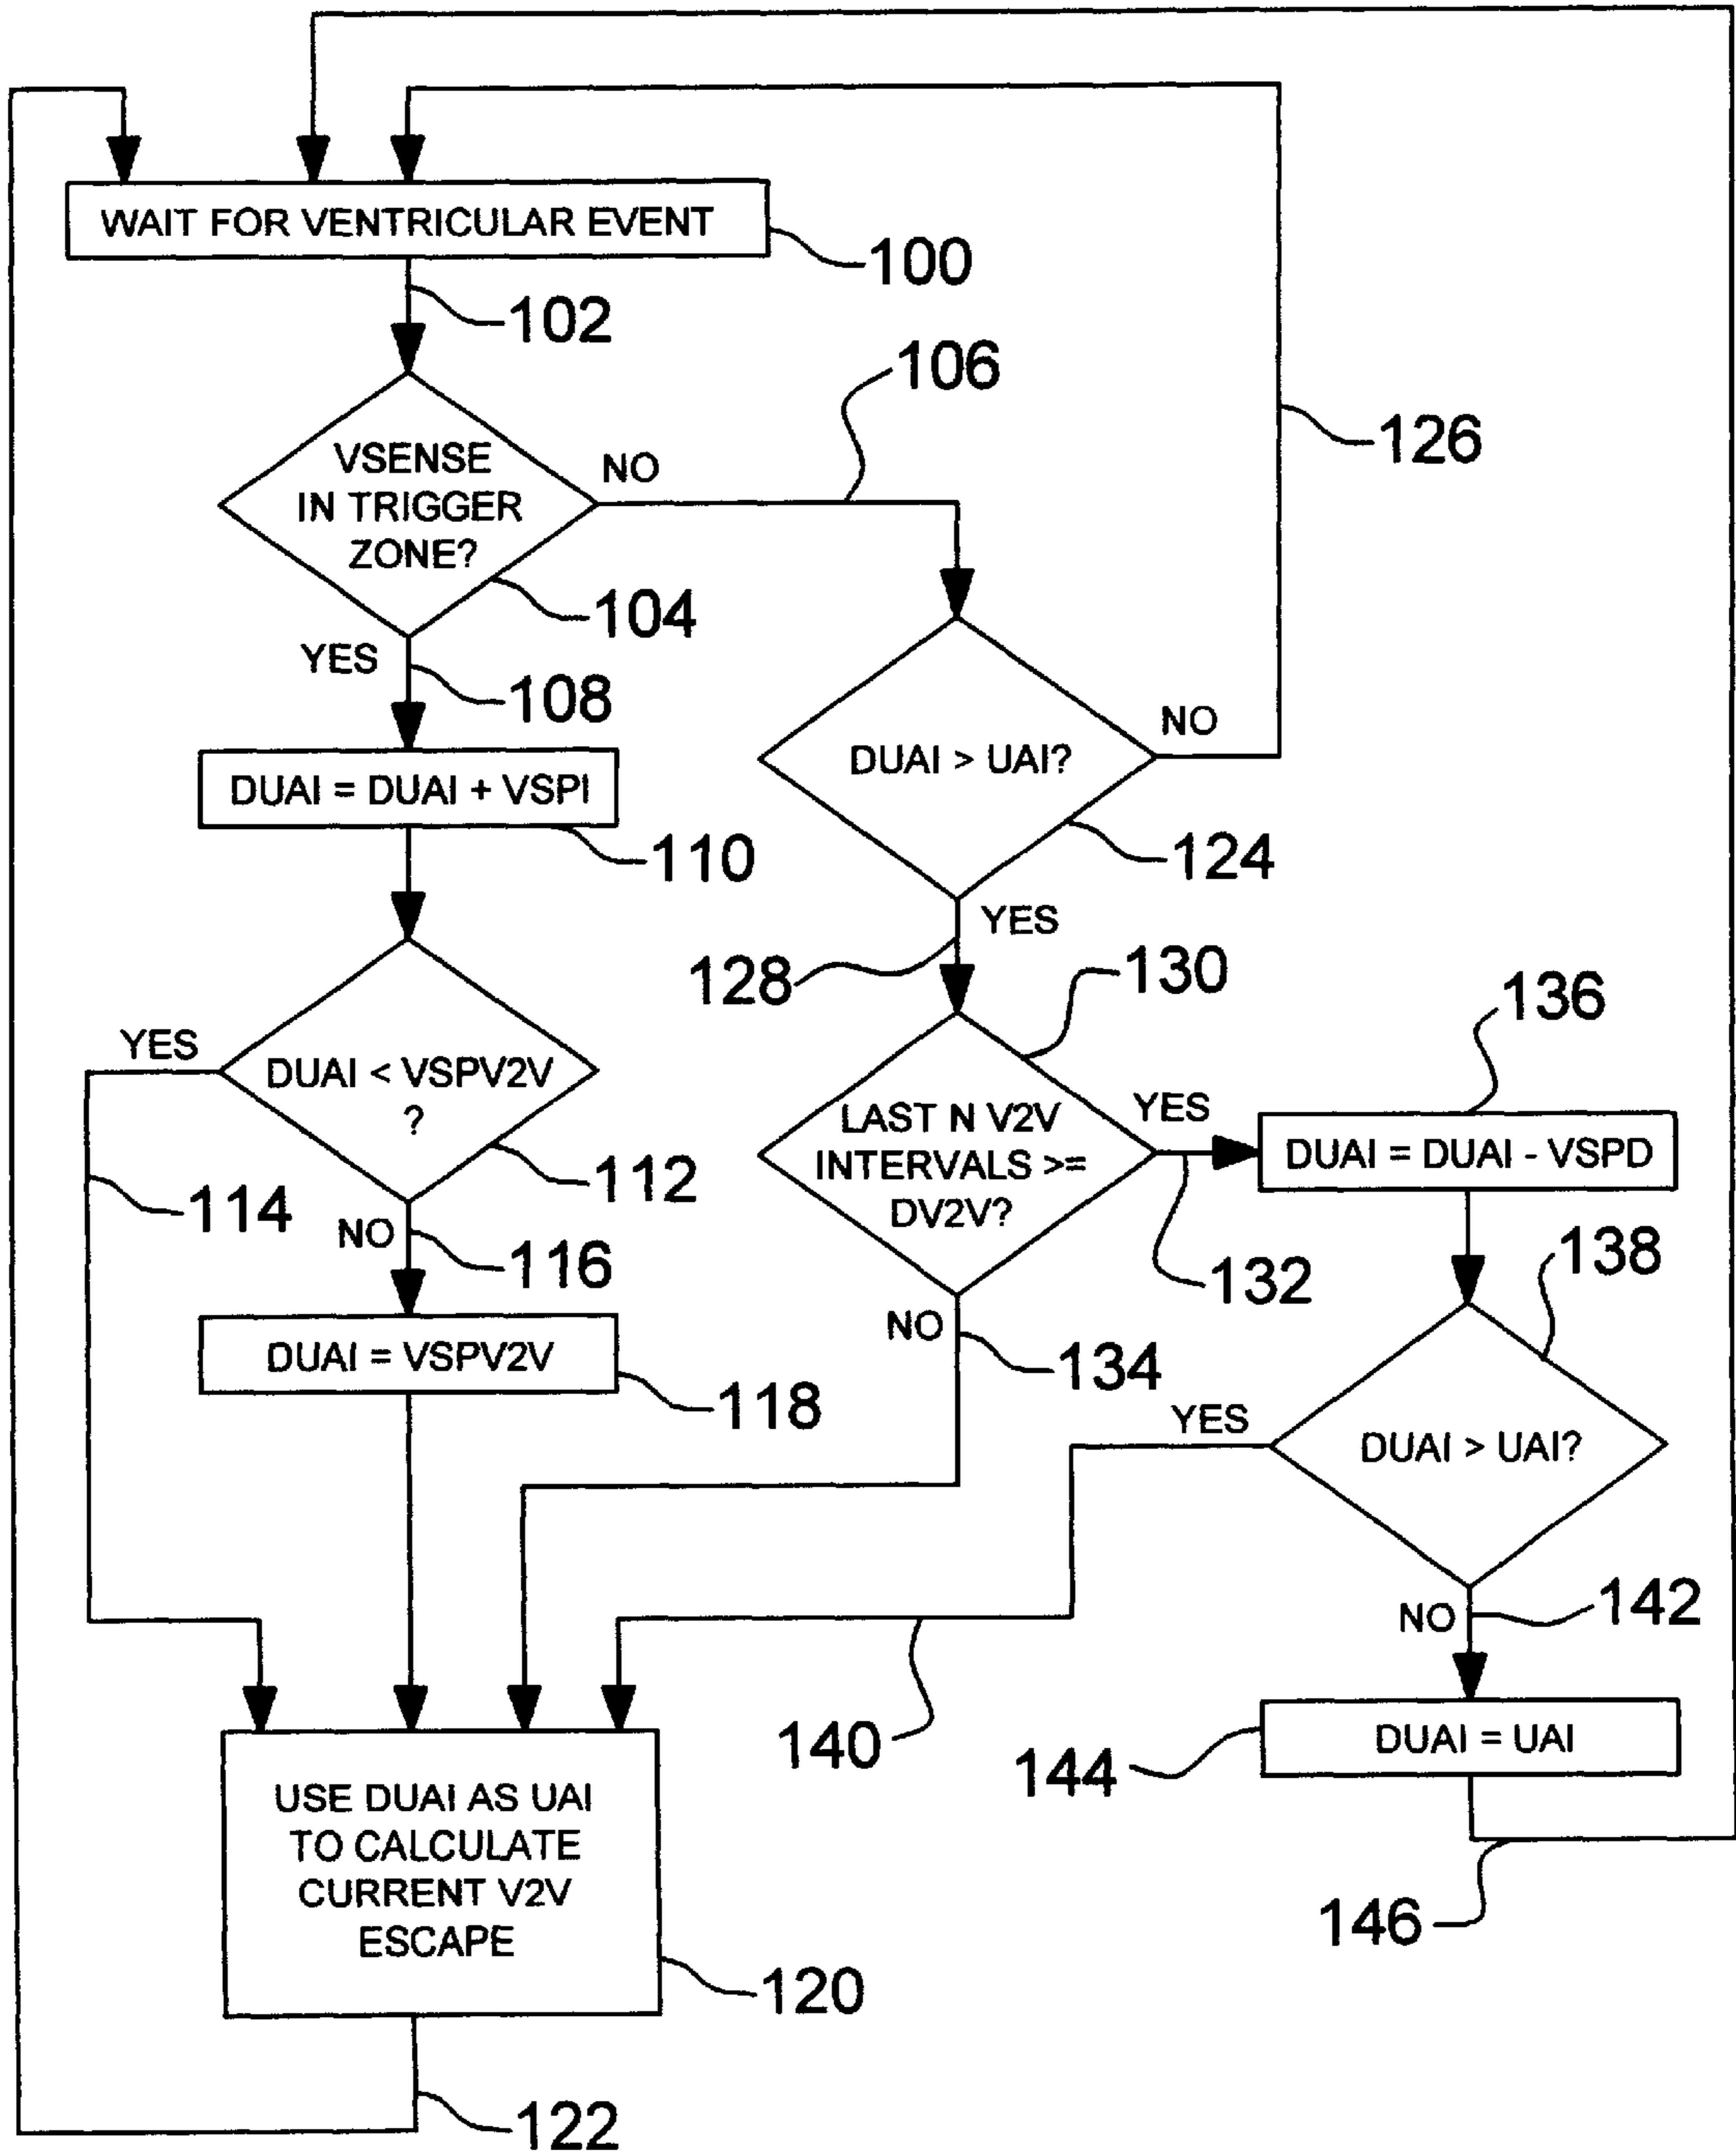 WAIT FOR VENTRICULAR EVENT
100
102
106
126
VSENSE
IN TRIGGER
ZONE?
NO
104
YES
108
DUAI = DUAI + VSPI
110
DUAI > UAI?
NO
124
YES
128
130
136
DUAI < VSPV2V
?
YES
112
114
NO
116
LAST N V2V
INTERVALS >=
DV2V?
YES
132
DUAI = DUAI - VSPD
138
NO
134
DUAI = VSPV2V
118
YES
DUAI > UAI?
NO
142
140
144
DUAI = UAI
146
USE DUAI AS UAI
TO CALCULATE
CURRENT V2V
ESCAPE
120
122